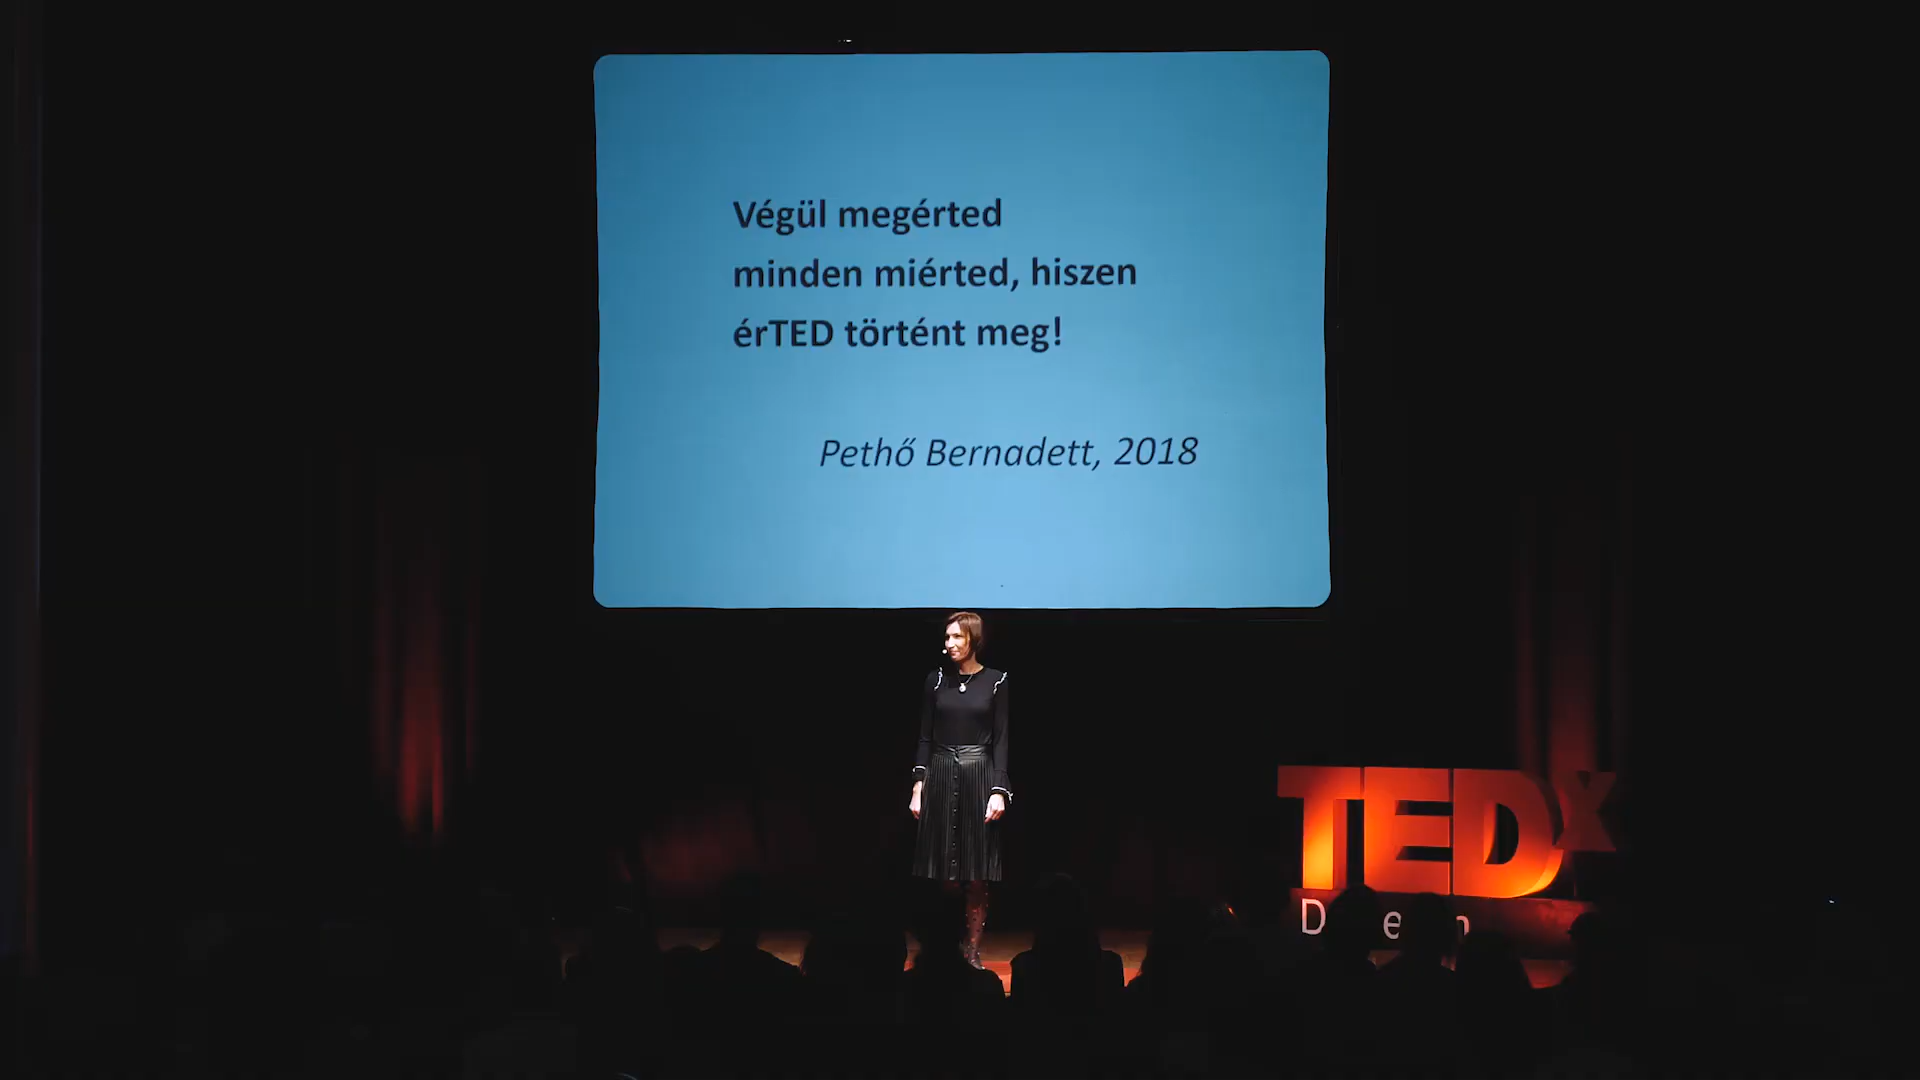 Végül megérted
minden miérted, hiszen
érTED történt meg!
Pethő Bernadett, 2018
TEDx